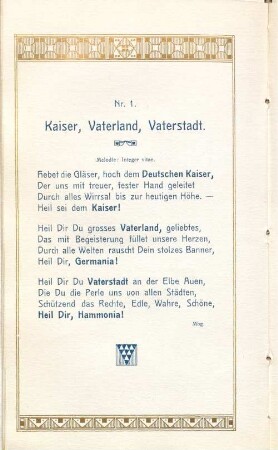 Nr. 1.
Kaiser, Vaterland, Vaterstadt.
Melodie: Integer vitae.
Hebet die Gläser, hoch dem Deutschen Kaiser,
Der uns mit treuer, fester Hand geleitet
Durch alles Wirrsal bis zur heutigen Höhe. —
Heil sei dem Kaiser!
Heil Dir Du grosses Vaterland, geliebtes,
Das mit Begeisterung füllet unsere Herzen,
Durch alle Welten rauscht Dein stolzes Banner,
Heil Dir, Germania!
Heil Dir Du Vaterstadt an der Elbe Auen,
Die Du die Perle uns von allen Städten,
Schützend das Rechte, Edle, Wahre, Schöne,
Heil Dir, Hammonia!